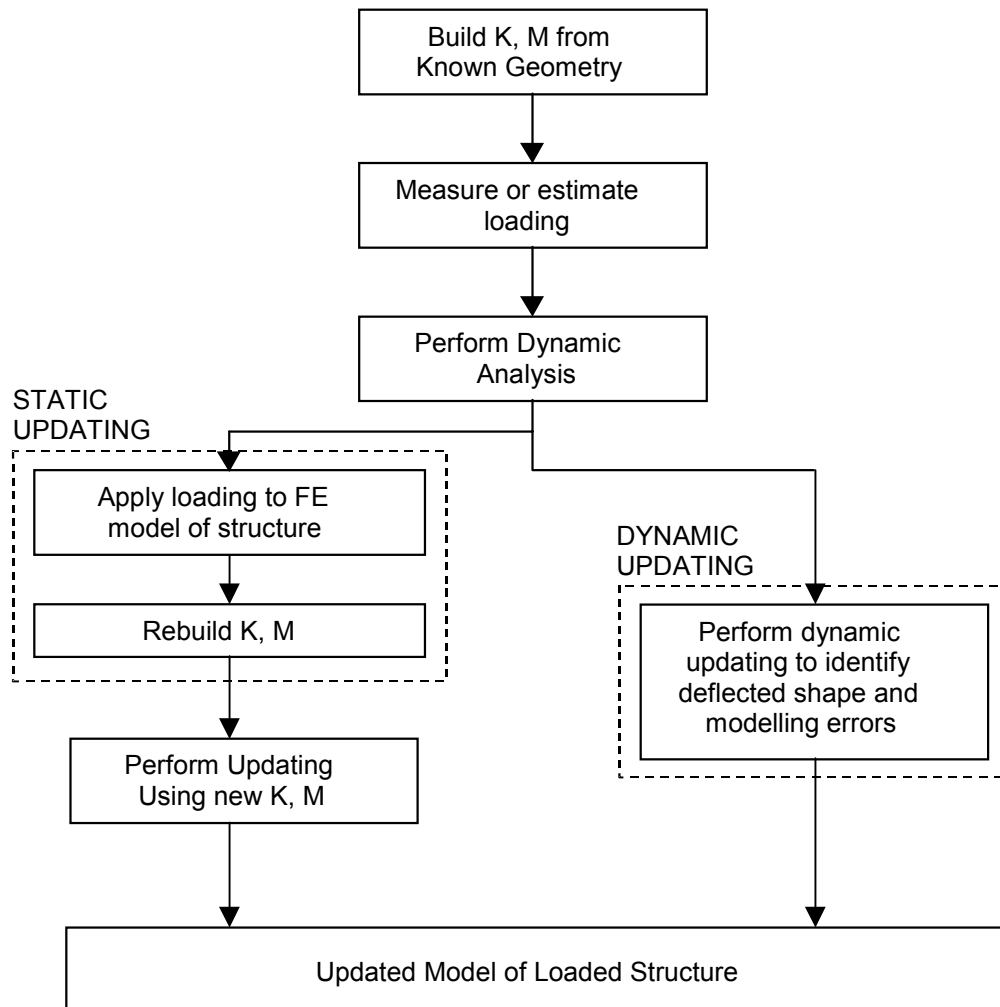 Build K, M from
Known Geometry
Measure or estimate
loading
Perform Dynamic
Analysis
STATIC
UPDATING
Apply loading to FE
model of structure
Rebuild K, M
Perform Updating
Using new K, M
DYNAMIC
UPDATING
Perform dynamic
updating to identify
deflected shape and
modelling errors
Updated Model of Loaded Structure